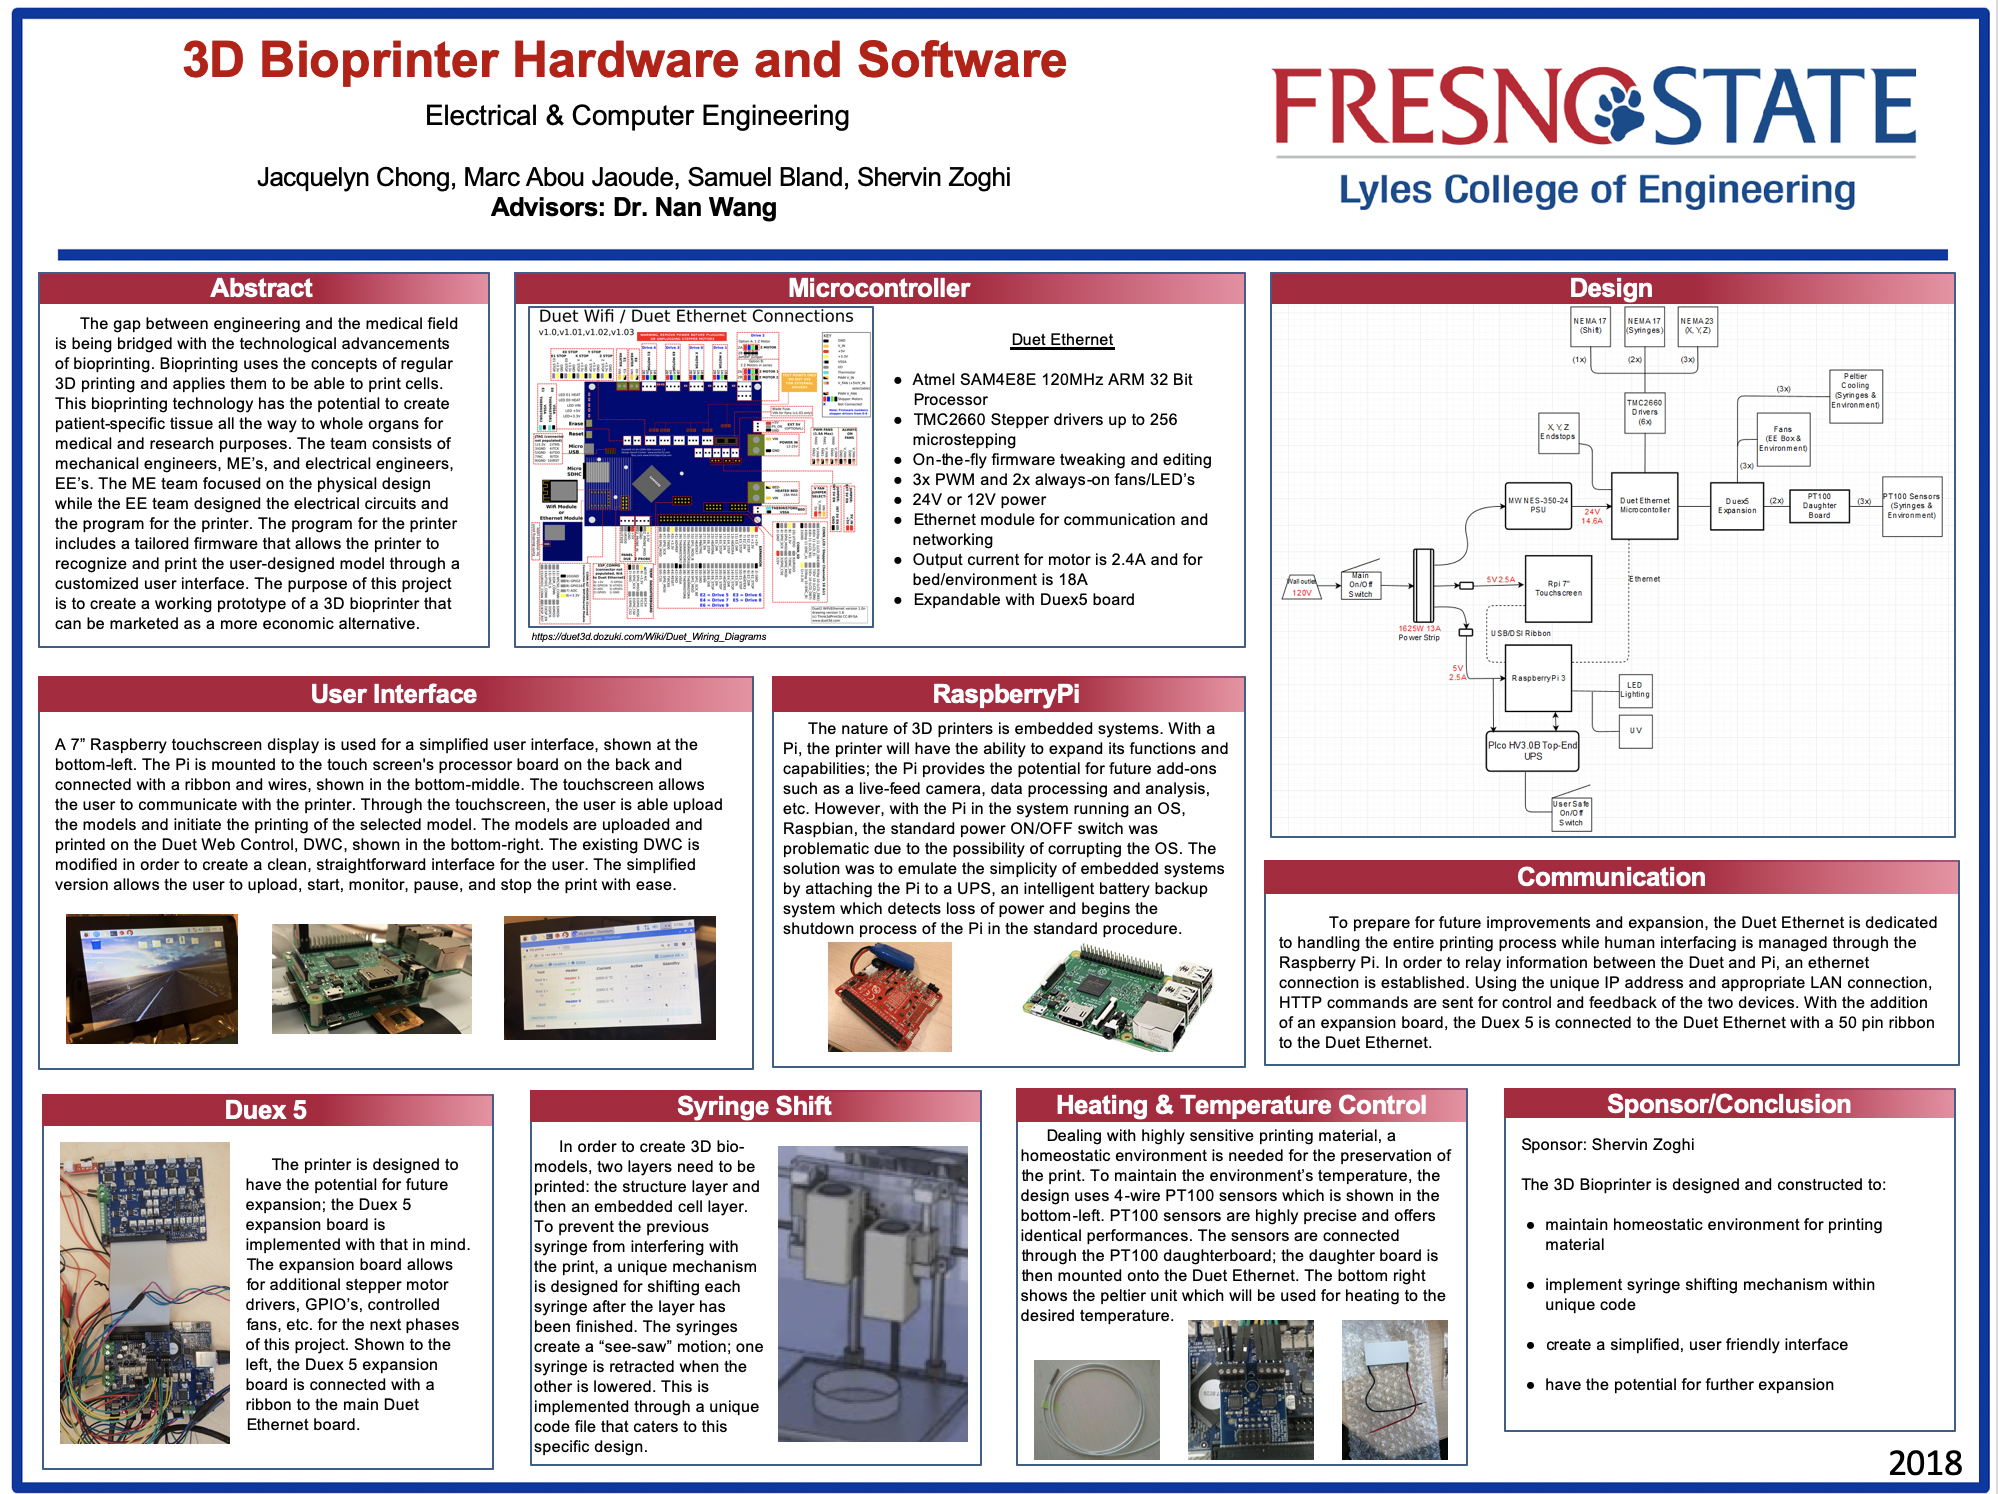 3D Bioprinter Hardware and Software
Electrical & Computer Engineering
Jacquelyn Chong, Marc Abou Jaoude, Samuel Bland, Shervin Zoghi
Advisors: Dr. Nan Wang
FRESNO STATE
Lyles College of Engineering
Abstract
The gap between engineering and the medical field
is being bridged with the technological advancements
of bioprinting. Bioprinting uses the concepts of regular
3D printing and applies them to be able to print cells.
This bioprinting technology has the potential to create
patient-specific tissue all the way to whole organs for
medical and research purposes. The team consists of
mechanical engineers, ME's, and electrical engineers,
EE's. The ME team focused on the physical design
while the EE team designed the electrical circuits and
the program for the printer. The program for the printer
includes a tailored firmware that allows the printer to
recognize and print the user-designed model through a
customized user interface. The purpose of this project
is to create a working prototype of a 3D bioprinter that
can be marketed as a more economic alternative.
Microcontroller
Duet Wifi / Duet Ethernet Connections
v1.0,v1.01,v1.02,v1.03
Erase
Reset
Micro
USB
Micro
SDHC
Wifi Module
or
Ethernet Module
https://duet3d.dozuki.com/Wiki/Duet_Wiring_Diagrams
Duet Ethernet
● Atmel SAM4E8E 120MHz ARM 32 Bit
Processor
● TMC2660 Stepper drivers up to 256
microstepping
● On-the-fly firmware tweaking and editing
● 3x PWM and 2x always-on fans/LED's
● 24V or 12V power
● Ethernet module for communication and
networking
● Output current for motor is 2.4A and for
bed/environment is 18A
● Expandable with Duex5 board
Design
NEMA 17
(Shift)
NEMA 17
(Syringes)
NEMA 23
(X, Y, Z)
(1x)
(2x)
(3x)
TMC2660
Drivers
(6x)
X, Y, Z
Endstops
(3x)
Peltier
Cooling
(Syringes &
Environment)
Fans
(EE Box &
Environment)
(3x)
MW NES-350-24
PSU
24V
14.6A
Duet Ethernet
Microcontoller
Duex5
Expansion
(2x)
PT100
Daughter
Board
(3x)
PT100 Sensors
(Syringes &
Environment)
Wall outlet
120V
Main
On/Off
Switch
1625W 13A
Power Strip
5V 2.5A
Rpi 7"
Touchscreen
Ethernet
USB/DSI Ribbon
5V
2.5A
RaspberryPi 3
LED
Lighting
UV
PIco HV3.0B Top-End
UPS
User Safe
On/Off
Switch
User Interface
A 7” Raspberry touchscreen display is used for a simplified user interface, shown at the
bottom-left. The Pi is mounted to the touch screen's processor board on the back and
connected with a ribbon and wires, shown in the bottom-middle. The touchscreen allows
the user to communicate with the printer. Through the touchscreen, the user is able upload
the models and initiate the printing of the selected model. The models are uploaded and
printed on the Duet Web Control, DWC, shown in the bottom-right. The existing DWC is
modified in order to create a clean, straightforward interface for the user. The simplified
version allows the user to upload, start, monitor, pause, and stop the print with ease.
RaspberryPi
The nature of 3D printers is embedded systems. With a
Pi, the printer will have the ability to expand its functions and
capabilities; the Pi provides the potential for future add-ons
such as a live-feed camera, data processing and analysis,
etc. However, with the Pi in the system running an OS,
Raspbian, the standard power ON/OFF switch was
problematic due to the possibility of corrupting the OS. The
solution was to emulate the simplicity of embedded systems
by attaching the Pi to a UPS, an intelligent battery backup
system which detects loss of power and begins the
shutdown process of the Pi in the standard procedure.
Communication
To prepare for future improvements and expansion, the Duet Ethernet is dedicated
to handling the entire printing process while human interfacing is managed through the
Raspberry Pi. In order to relay information between the Duet and Pi, an ethernet
connection is established. Using the unique IP address and appropriate LAN connection,
HTTP commands are sent for control and feedback of the two devices. With the addition
of an expansion board, the Duex 5 is connected to the Duet Ethernet with a 50 pin ribbon
to the Duet Ethernet.
Duex 5
The printer is designed to
have the potential for future
expansion; the Duex 5
expansion board is
implemented with that in mind.
The expansion board allows
for additional stepper motor
drivers, GPIO's, controlled
fans, etc. for the next phases
of this project. Shown to the
left, the Duex 5 expansion
board is connected with a
ribbon to the main Duet
Ethernet board.
Syringe Shift
In order to create 3D bio-
models, two layers need to be
printed: the structure layer and
then an embedded cell layer.
To prevent the previous
syringe from interfering with
the print, a unique mechanism
is designed for shifting each
syringe after the layer has
been finished. The syringes
create a “see-saw” motion; one
syringe is retracted when the
other is lowered. This is
implemented through a unique
code file that caters to this
specific design.
Heating & Temperature Control
Dealing with highly sensitive printing material, a
homeostatic environment is needed for the preservation of
the print. To maintain the environment's temperature, the
design uses 4-wire PT100 sensors which is shown in the
bottom-left. PT100 sensors are highly precise and offers
identical performances. The sensors are connected
through the PT100 daughterboard; the daughter board is
then mounted onto the Duet Ethernet. The bottom right
shows the peltier unit which will be used for heating to the
desired temperature.
Sponsor/Conclusion
Sponsor: Shervin Zoghi
The 3D Bioprinter is designed and constructed to:
● maintain homeostatic environment for printing
material
● implement syringe shifting mechanism within
unique code
● create a simplified, user friendly interface
● have the potential for further expansion
2018